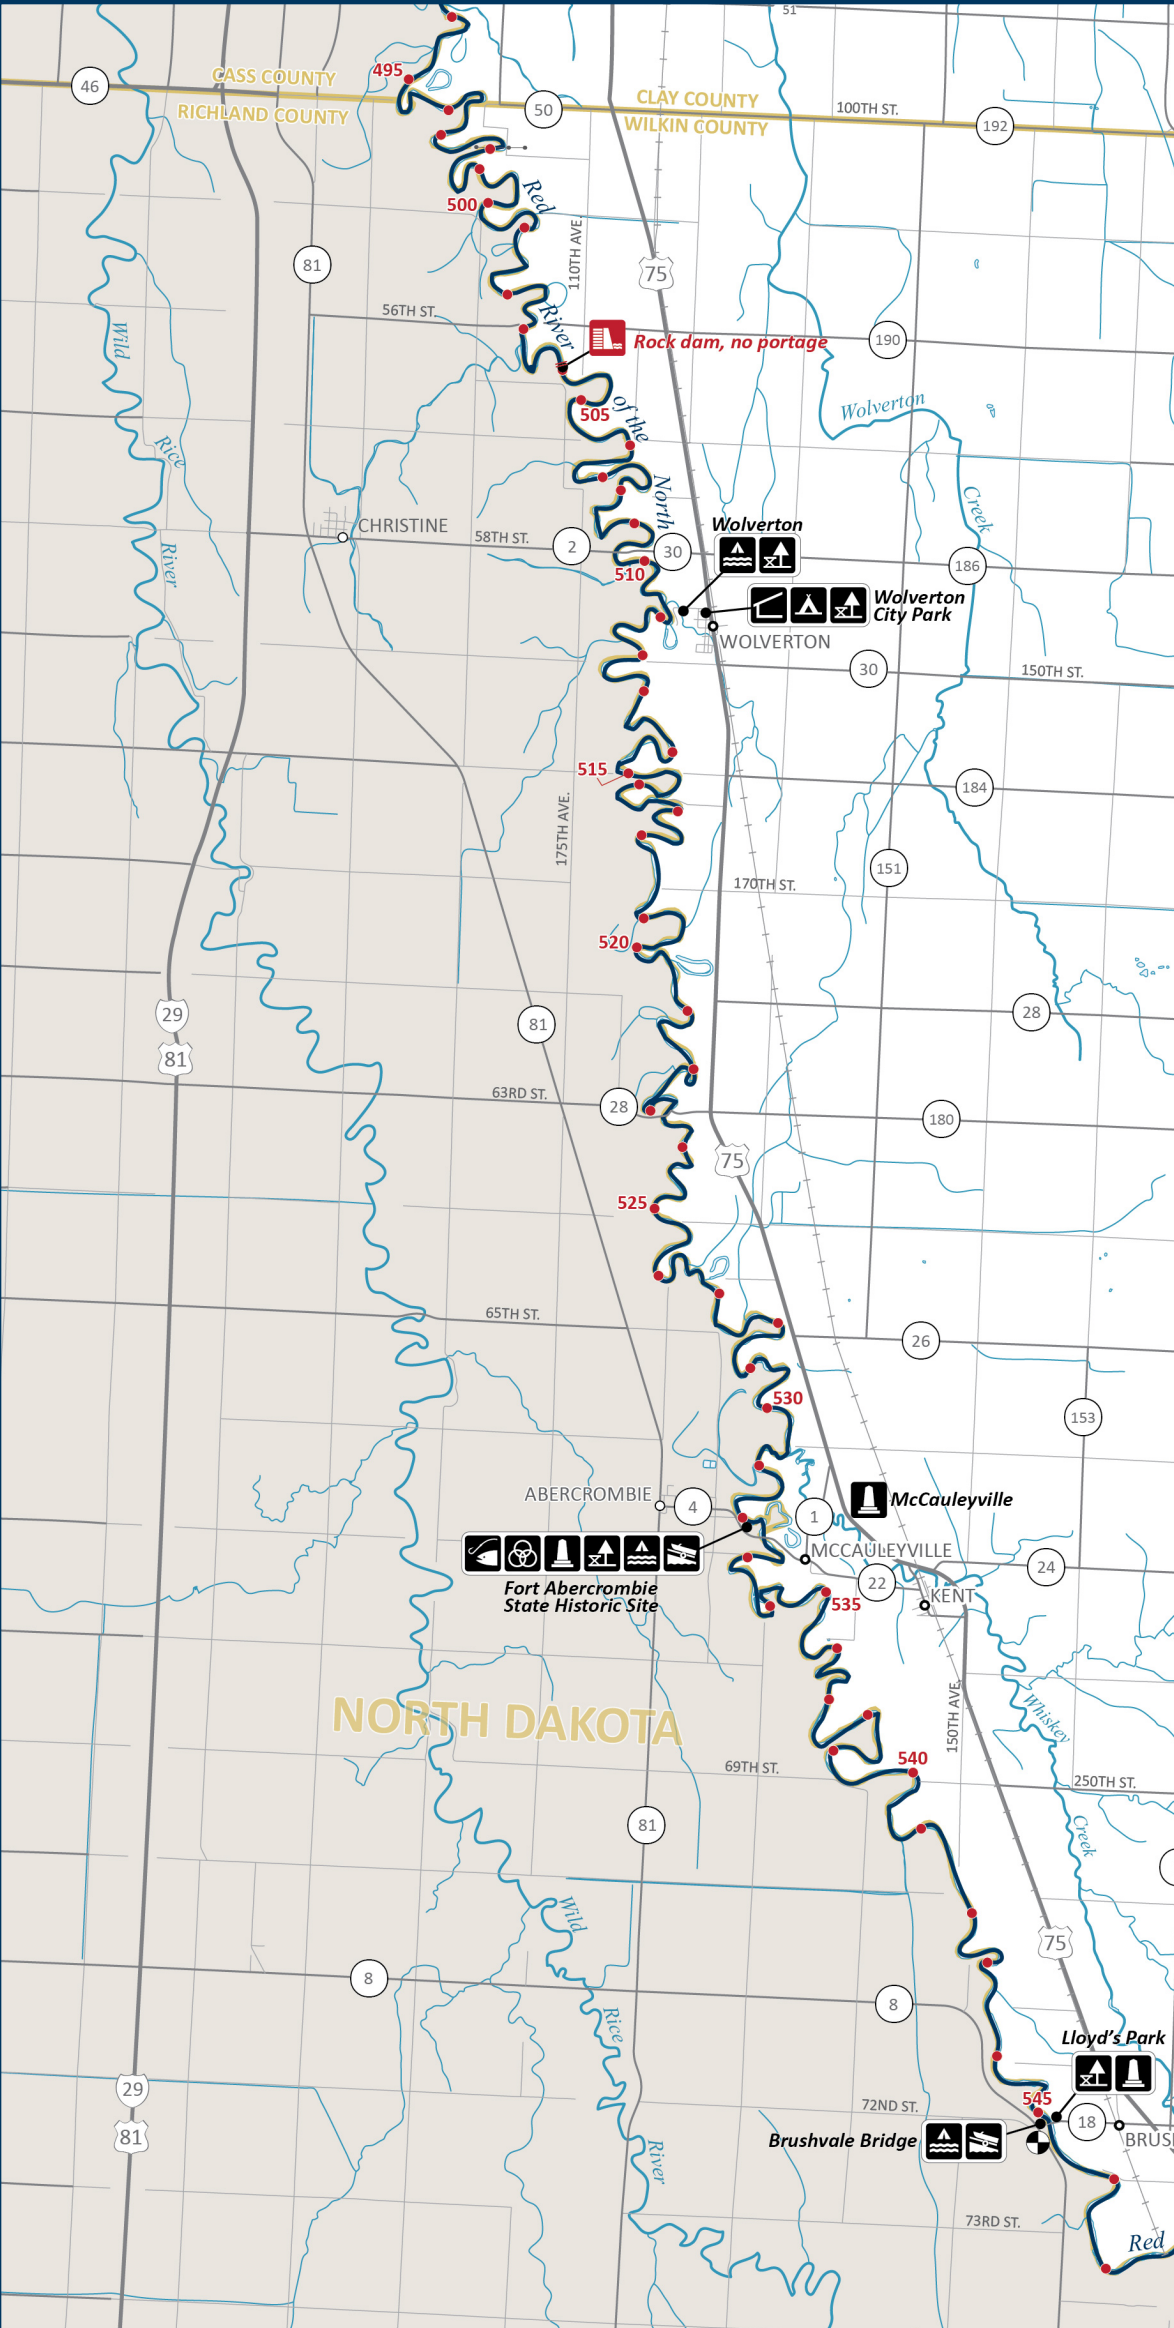 51
495
CASS COUNTY
46
CLAY COUNTY
RICHLAND COUNTY
50
100TH ST.
192
WILKIN COUNTY
500
Red
110TH AVE.
81
75
56TH ST.
River
Rock dam, no portage
190
Wild
505
of the
Wolverton
Rice
North
Creek
CHRISTINE
58TH ST.
2
30
Wolverton
186
River
510
Wolverton
City Park
WOLVERTON
30
150TH ST.
515
184
175TH AVE.
151
170TH ST.
520
29
81
81
28
63RD ST.
28
180
75
525
65TH ST.
26
530
153
ABERCROMBIE
4
1
McCauleyville
MCCAULEYVILLE
24
Fort Abercrombie
State Historic Site
22
KENT
535
NORTH DAKOTA
150TH AVE.
Whiskey
69TH ST.
540
250TH ST.
81
Creek
Wild
75
8
8
Rice
Lloyd's Park
29
545
72ND ST.
18
81
Brushvale Bridge
BRUS
River
73RD ST.
Red